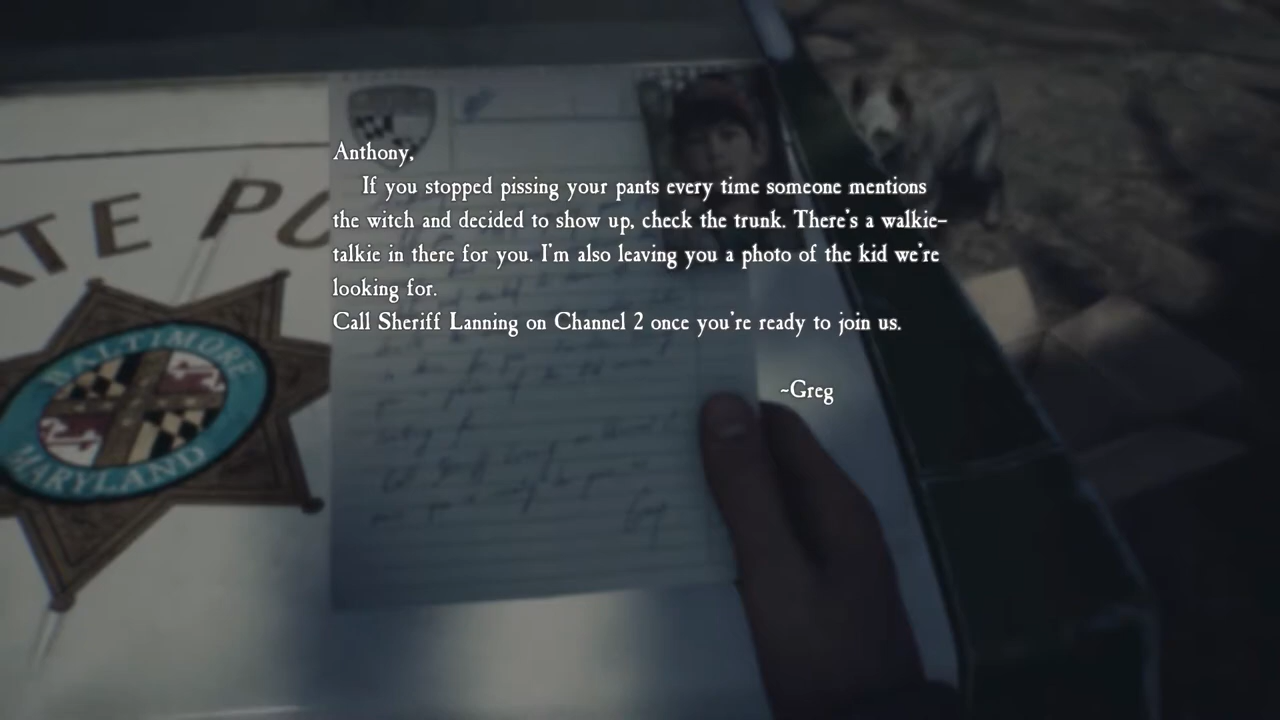 Anthony,
If you stopped pissing your pants every time someone mentions
the witch and decided to show up, check the trunk. There's a walkie-
talkie in there for you. I'm also leaving you a photo of the kid we're
looking for.
Call Sheriff Lanning on Channel 2 once you're ready to join us.
~Greg
ATE PO
BALTIMORE
MARYLAND